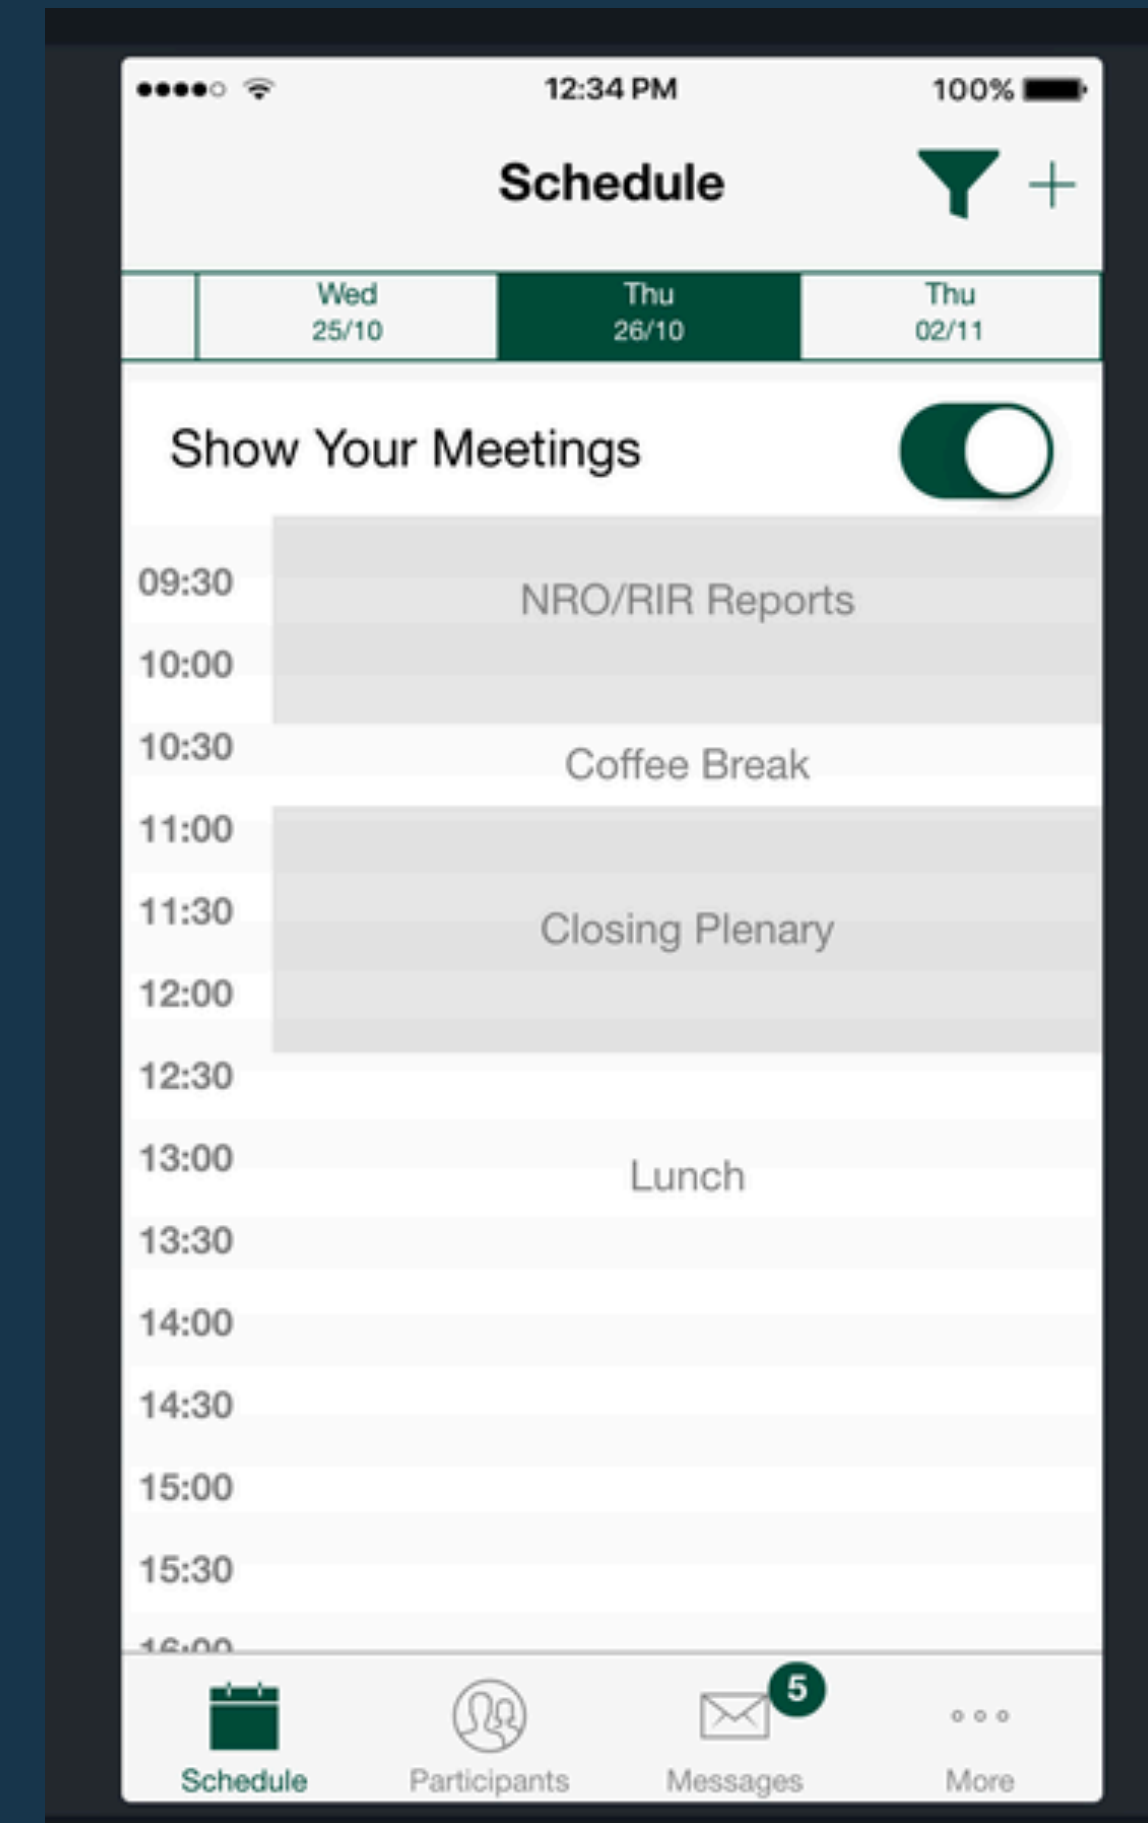 12:34 PM 100%
Schedule
Wed Thu Thu
25/10 26/10 02/11
Show Your Meetings
09:30
NRO/RIR Reports
10:00
10:30
Coffee Break
11:00
11:30
Closing Plenary
12:00
12:30
13:00
Lunch
13:30
14:00
14:30
15:00
15:30
16:00
5
Schedule Participants Messages More